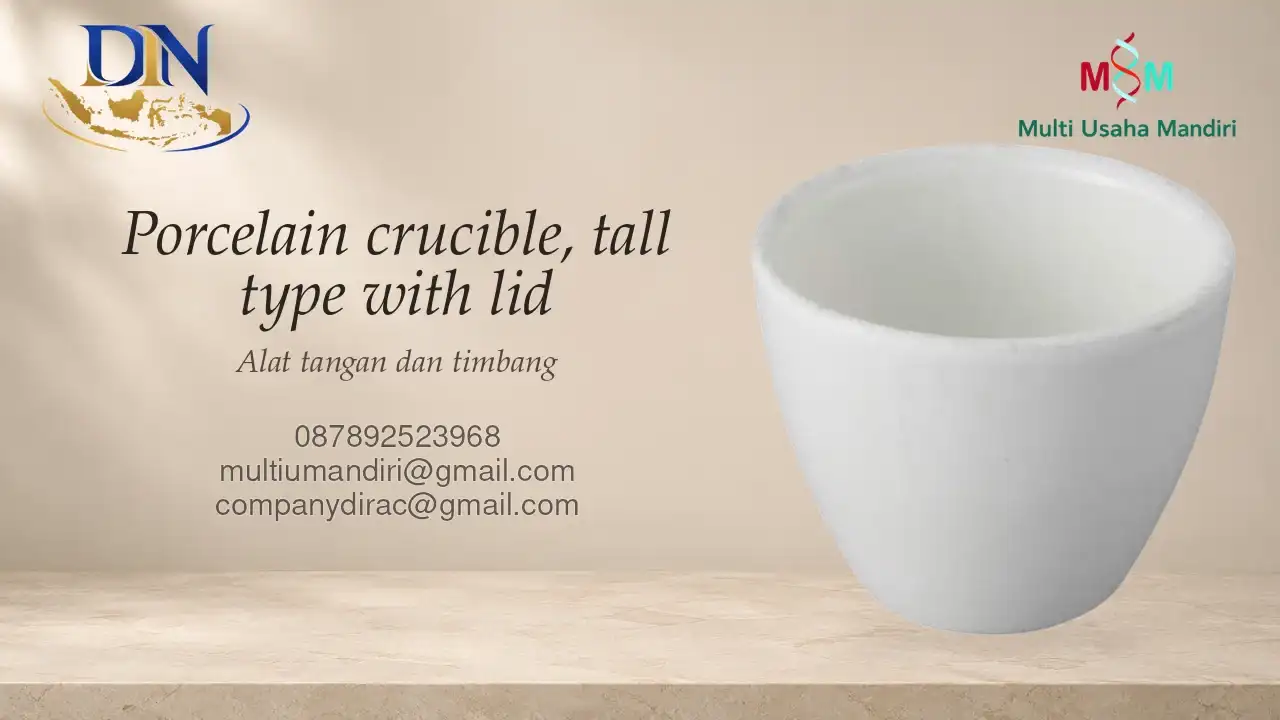 DN
M M
Multi Usaha Mandiri
Porcelain crucible, tall
type with lid
Alat tangan dan timbang
087892523968
multiumandiri@gmail.com
companydirac@gmail.com